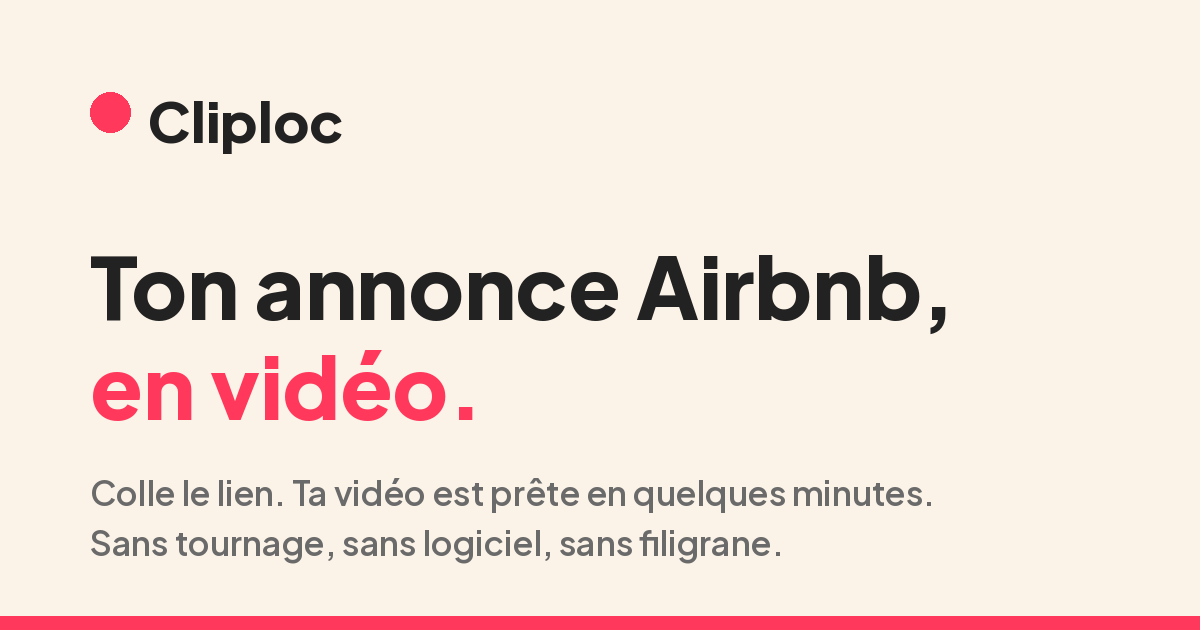 Cliploc
Ton annonce Airbnb,
en vidéo.
Colle le lien. Ta vidéo est prête en quelques minutes.
Sans tournage, sans logiciel, sans filigrane.